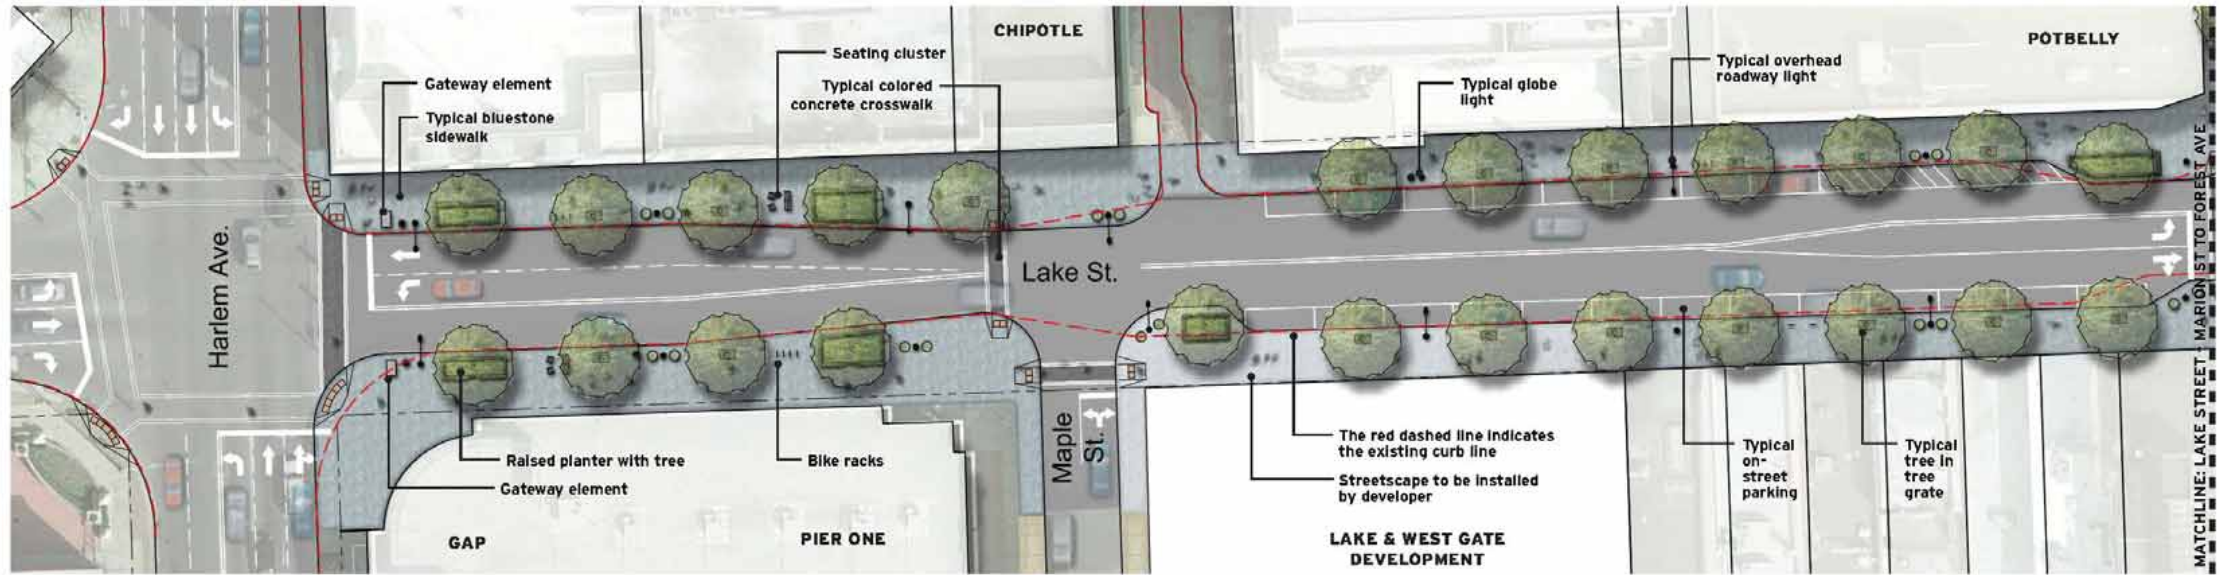 CHIPOTLE
POTBELLY
Seating cluster
Gateway element
Typical colored
concrete crosswalk
Typical globe
light
Typical overhead
roadway light
Typical bluestone
sidewalk
Harlem Ave.
Lake St.
Maple
St.
Raised planter with tree
Gateway element
Bike racks
The red dashed line indicates
the existing curb line
Streetscape to be installed
by developer
Typical
on-
street
parking
Typical
tree in
tree
grate
GAP
PIER ONE
LAKE & WEST GATE
DEVELOPMENT
MATCHLINE: LAKE STREET - MARION ST TO FOREST AVE